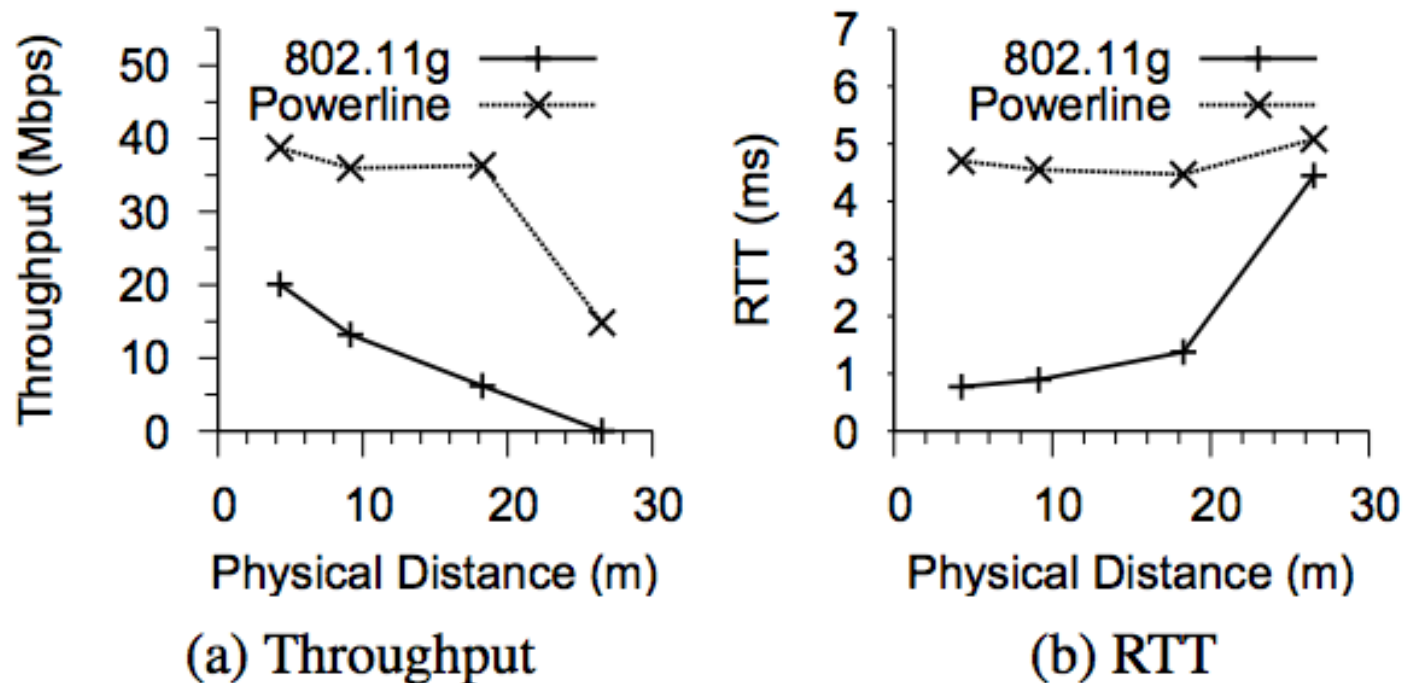 Throughput (Mbps)
50
40
30
20
10
0
802.11g
Powerline
0 10 20 30
Physical Distance (m)
(a) Throughput
RTT (ms)
7
6
5
4
3
2
1
0
802.11g
Powerline
0 10 20 30
Physical Distance (m)
(b) RTT